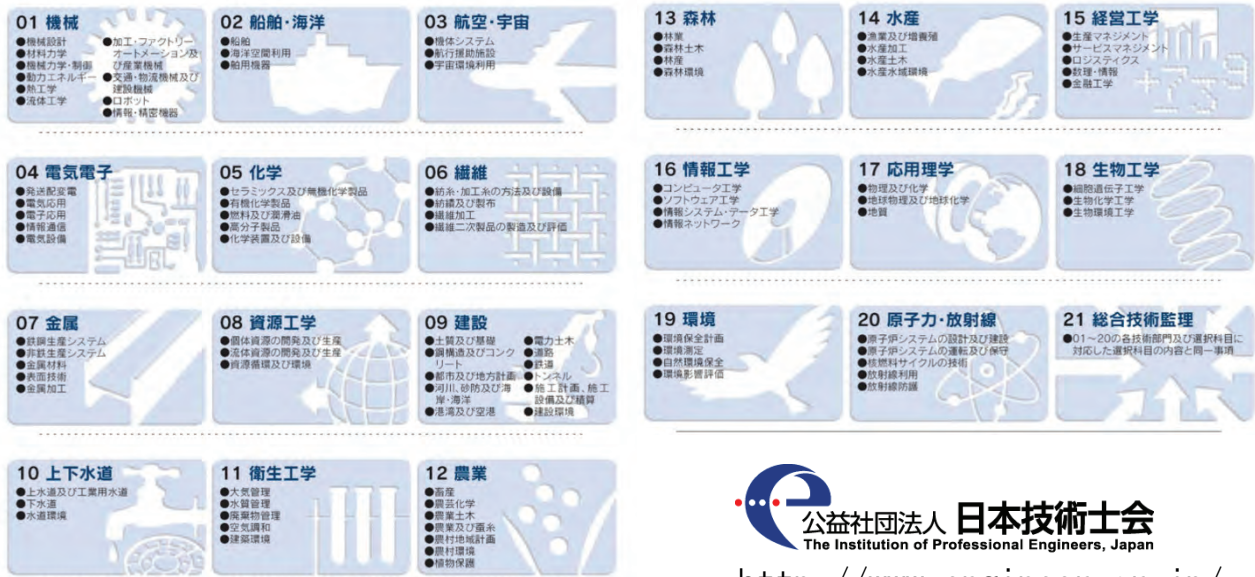 01 機械
●機械設計
●材料力学
●機械力学・制御
●動力エネルギー
●熱工学
●流体工学
●加工・ファクトリー
オートメーション及
び産業機械
●交通・物流機械及び
建設機械
●ロボット
●情報・精密機器
02 船舶・海洋
●船舶
●海洋空間利用
●舶用機器
03 航空・宇宙
●機体システム
●航行援助施設
●宇宙環境利用
04 電気電子
●発送配変電
●電気応用
●電子応用
●情報通信
●電気設備
05 化学
●セラミックス及び無機化学製品
●有機化学製品
●燃料及び潤滑油
●高分子製品
●化学装置及び設備
06 繊維
●紡糸・加工糸の方法及び設備
●紡績及び製布
●繊維加工
●繊維二次製品の製造及び評価
07 金属
●鉄鋼生産システム
●非鉄生産システム
●金属材料
●表面技術
●金属加工
08 資源工学
●個体資源の開発及び生産
●流体資源の開発及び生産
●資源循環及び環境
09 建設
●土質及び基礎
●鋼構造及びコンク
リート
●都市及び地方計画
●河川、砂防及び海
岸・海洋
●港湾及び空港
●電力土木
●道路
●鉄道
●トンネル
●施工計画、施工
設備及び積算
●建設環境
10 上下水道
●上水道及び工業用水道
●下水道
●水道環境
11 衛生工学
●大気管理
●水質管理
●廃棄物管理
●空気調和
●建築環境
12 農業
●畜産
●農芸化学
●農業土木
●農業及び蚕糸
●農村地域計画
●農村環境
●植物保護
13 森林
●林業
●森林土木
●林産
●森林環境
14 水産
●漁業及び増養殖
●水産加工
●水産土木
●水産水域環境
15 経営工学
●生産マネジメント
●サービスマネジメント
●ロジスティクス
●数理・情報
●金融工学
16 情報工学
●コンピュータ工学
●ソフトウェア工学
●情報システム・データ工学
●情報ネットワーク
17 応用理学
●物理及び化学
●地球物理及び地球化学
●地質
18 生物工学
●細胞遺伝子工学
●生物化学工学
●生物環境工学
19 環境
●環境保全計画
●環境測定
●自然環境保全
●環境影響評価
20 原子力・放射線
●原子炉システムの設計及び建設
●原子炉システムの運転及び保守
●核燃料サイクルの技術
●放射線利用
●放射線防護
21 総合技術監理
●01～20の各技術部門及び選択科目に
対応した選択科目の内容と同一事項
公益社団法人 日本技術士会
The Institution of Professional Engineers, Japan